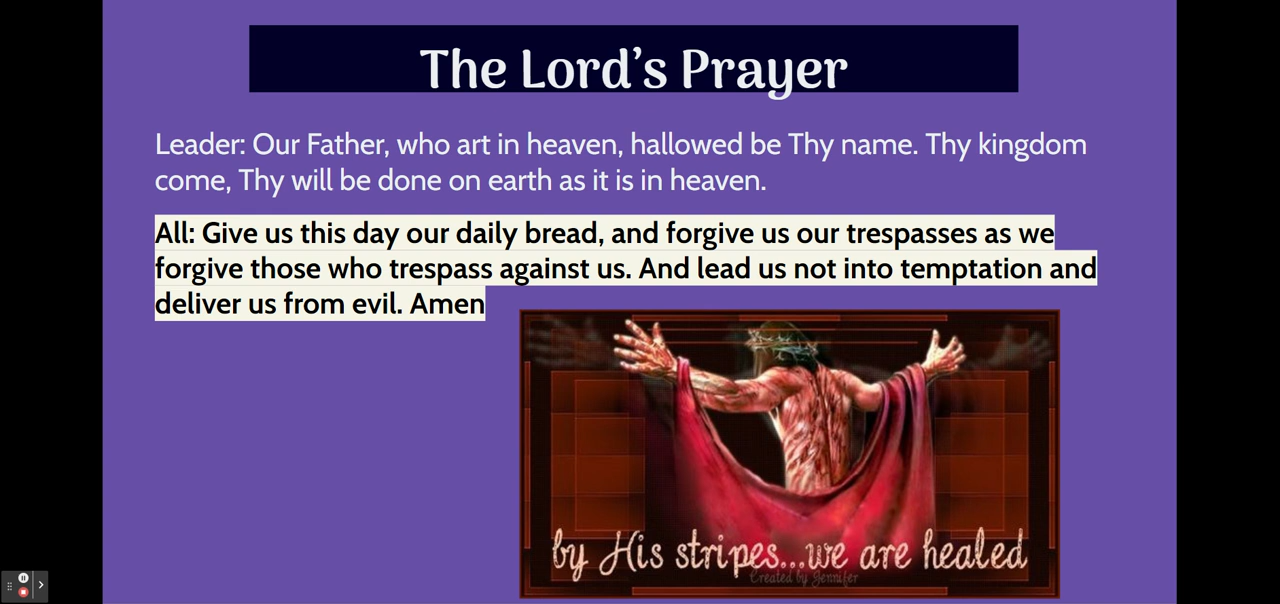 The Lord’s Prayer
Leader: Our Father, who art in heaven, hallowed be Thy name. Thy kingdom
come, Thy will be done on earth as it is in heaven.
All: Give us this day our daily bread, and forgive us our trespasses as we
forgive those who trespass against us. And lead us not into temptation and
deliver us from evil. Amen
by His stripes...we are healed
Created by Jennifer